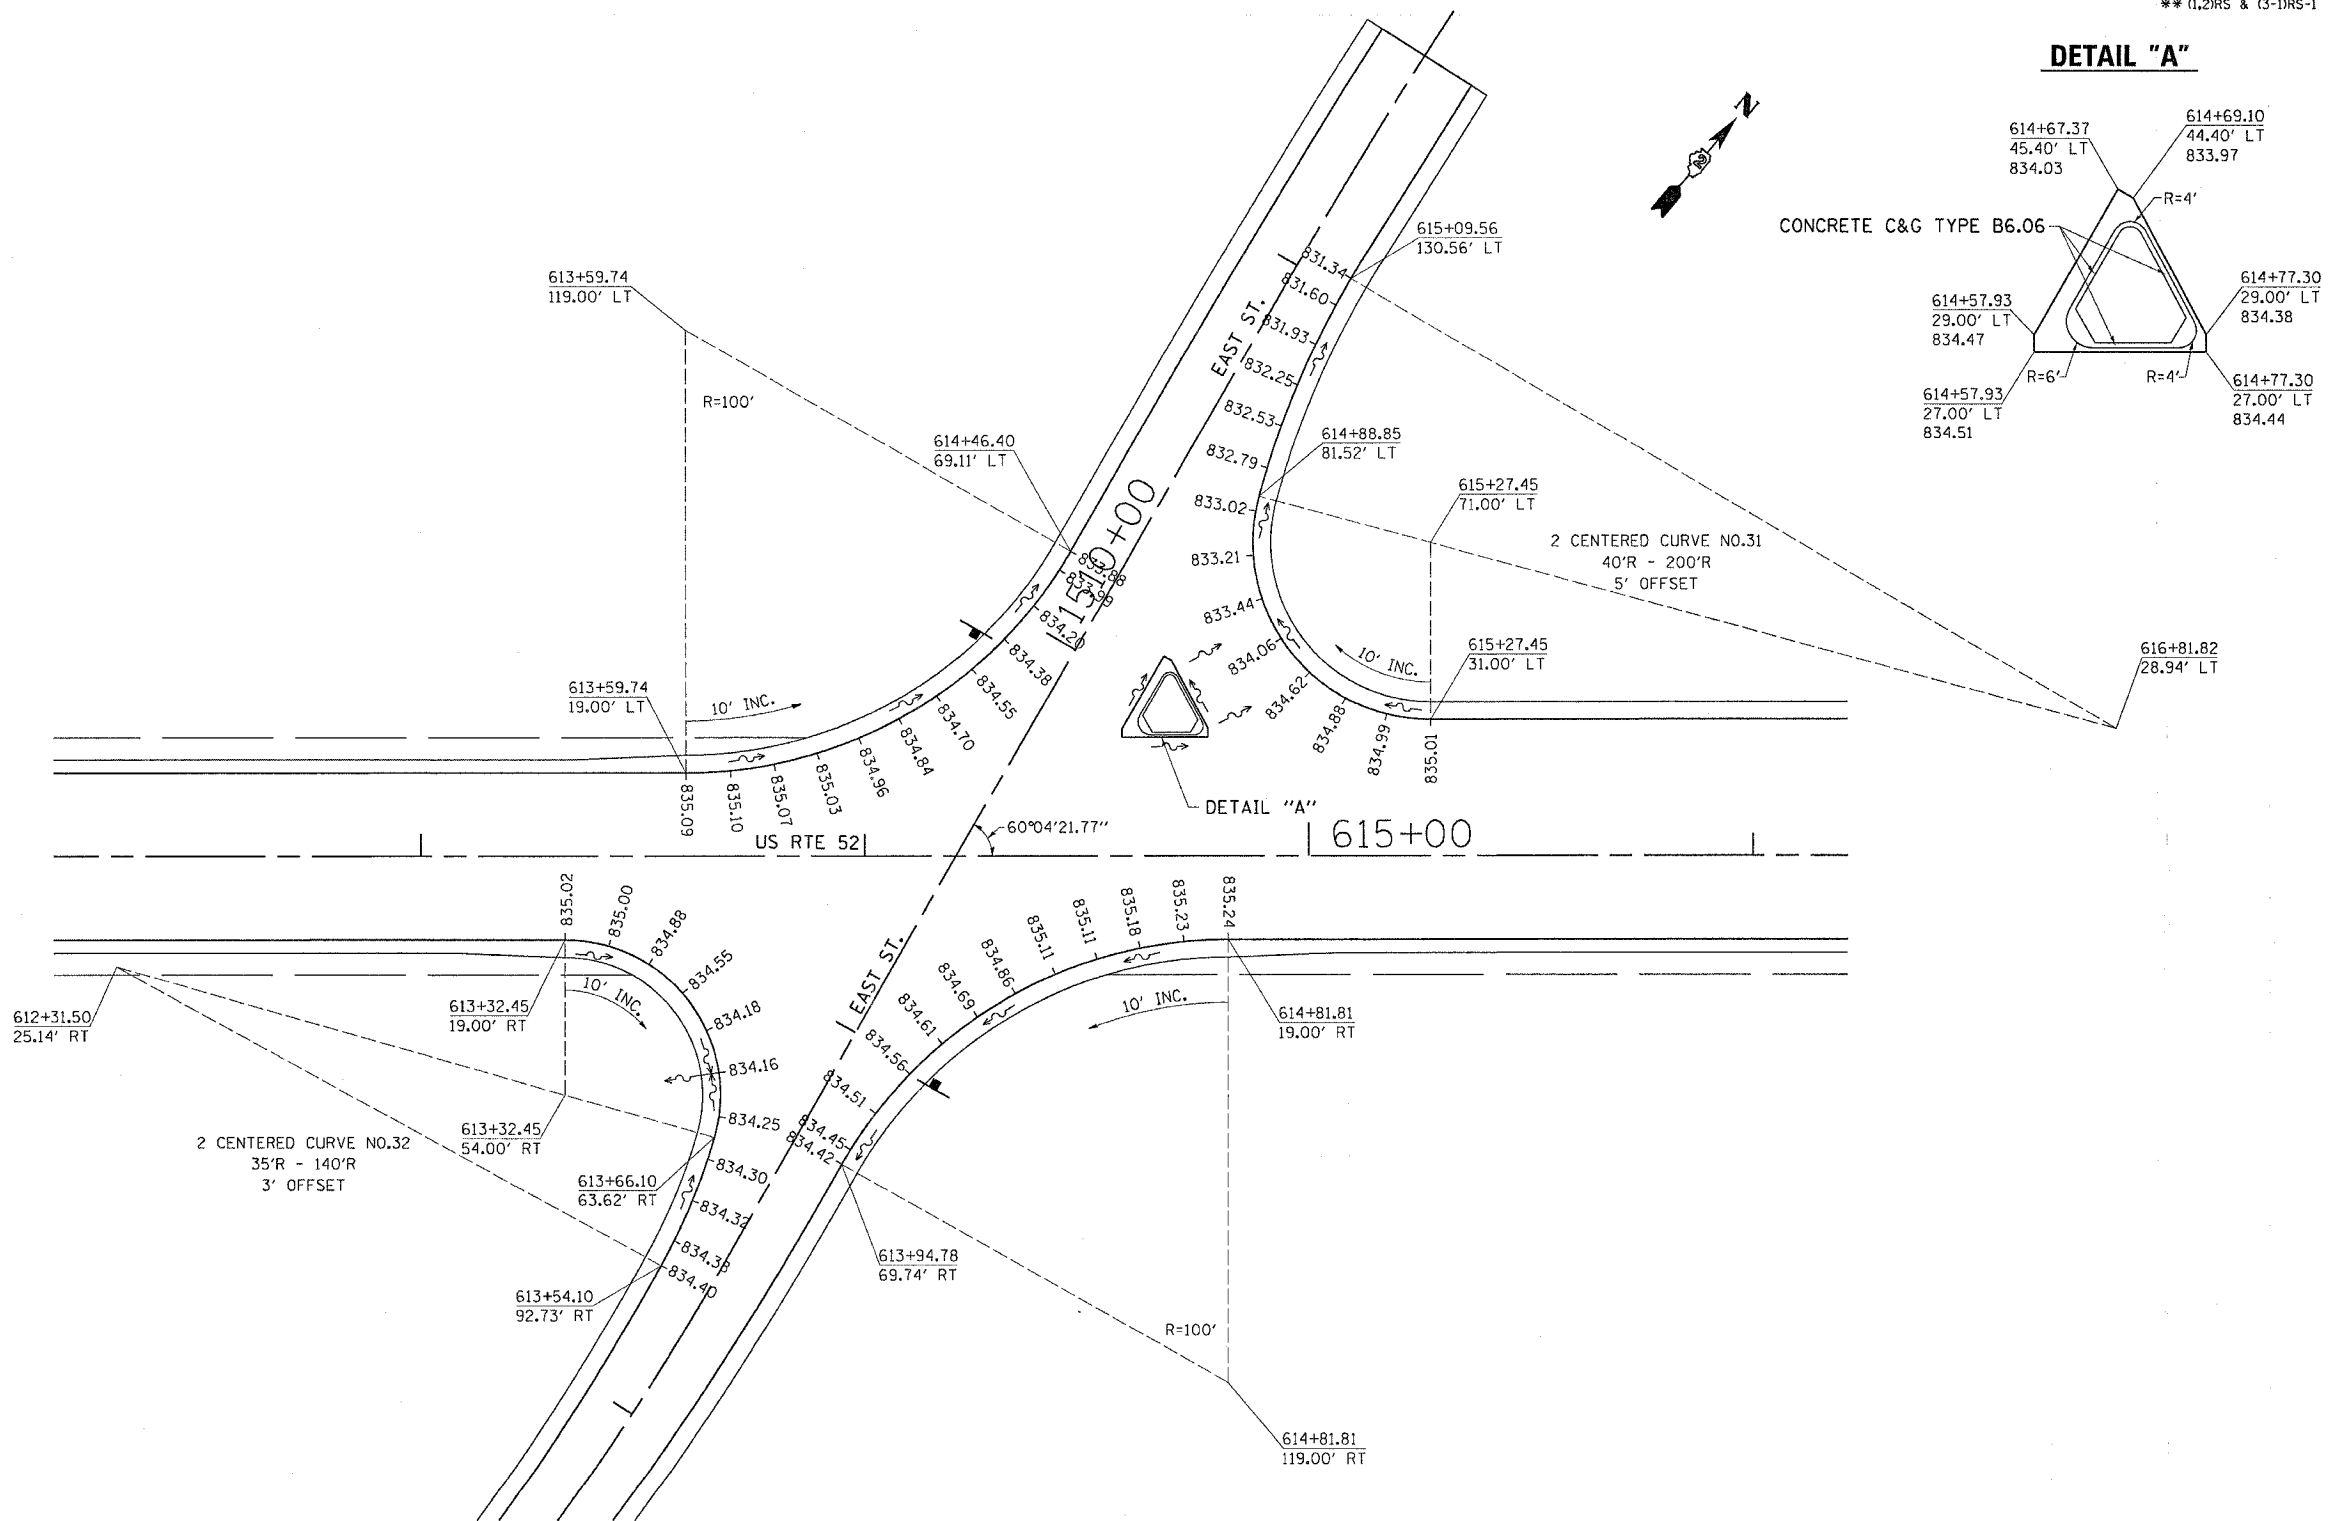 ** (1,2)RS & (3-1)RS-1
DETAIL "A"
N
614+67.37
45.40' LT
834.03
614+69.10
44.40' LT
833.97
R=4'
CONCRETE C&G TYPE B6.06
614+57.93
29.00' LT
834.47
614+77.30
29.00' LT
834.38
R=6'
R=4'
614+57.93
27.00' LT
834.51
614+77.30
27.00' LT
834.44
613+59.74
119.00' LT
R=100'
614+46.40
69.11' LT
613+59.74
19.00' LT
10' INC.
835.09
835.10
835.07
835.03
834.96
834.84
834.70
834.55
834.38
834.20
833.99
833.88
1510+00
EAST ST.
615+09.56
130.56' LT
831.34
831.60
831.93
832.25
832.53
832.79
833.02
833.21
833.44
834.06
834.62
834.88
834.99
835.01
614+88.85
81.52' LT
615+27.45
71.00' LT
2 CENTERED CURVE NO.31
40'R - 200'R
5' OFFSET
10' INC.
615+27.45
31.00' LT
616+81.82
28.94' LT
DETAIL "A"
60°04'21.77"
US RTE 52
615+00
835.02
835.00
834.88
834.55
834.18
834.16
834.25
834.30
834.32
834.38
834.40
10' INC.
612+31.50
25.14' RT
613+32.45
19.00' RT
613+32.45
54.00' RT
2 CENTERED CURVE NO.32
35'R - 140'R
3' OFFSET
613+66.10
63.62' RT
613+54.10
92.73' RT
EAST ST.
835.24
835.23
835.18
835.11
835.11
834.86
834.69
834.61
834.56
834.51
834.45
834.42
10' INC.
614+81.81
19.00' RT
613+94.78
69.74' RT
R=100'
614+81.81
119.00' RT